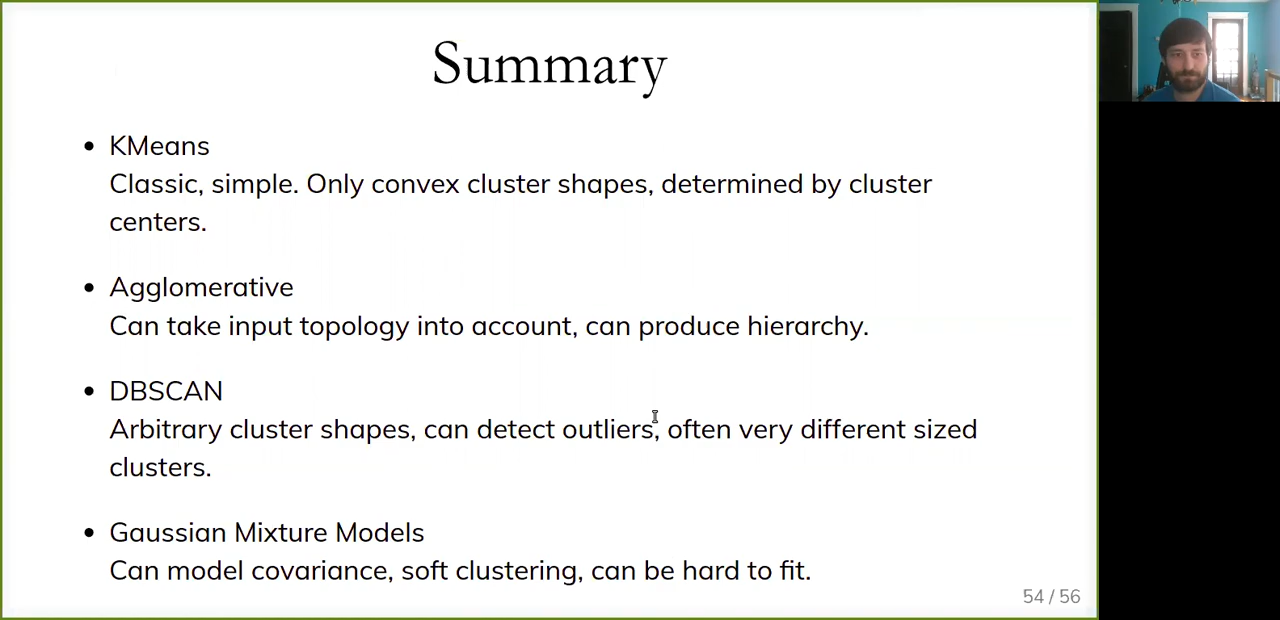 Summary
• KMeans
Classic, simple. Only convex cluster shapes, determined by cluster
centers.
• Agglomerative
Can take input topology into account, can produce hierarchy.
• DBSCAN
Arbitrary cluster shapes, can detect outliers, often very different sized
clusters.
• Gaussian Mixture Models
Can model covariance, soft clustering, can be hard to fit.
54 / 56